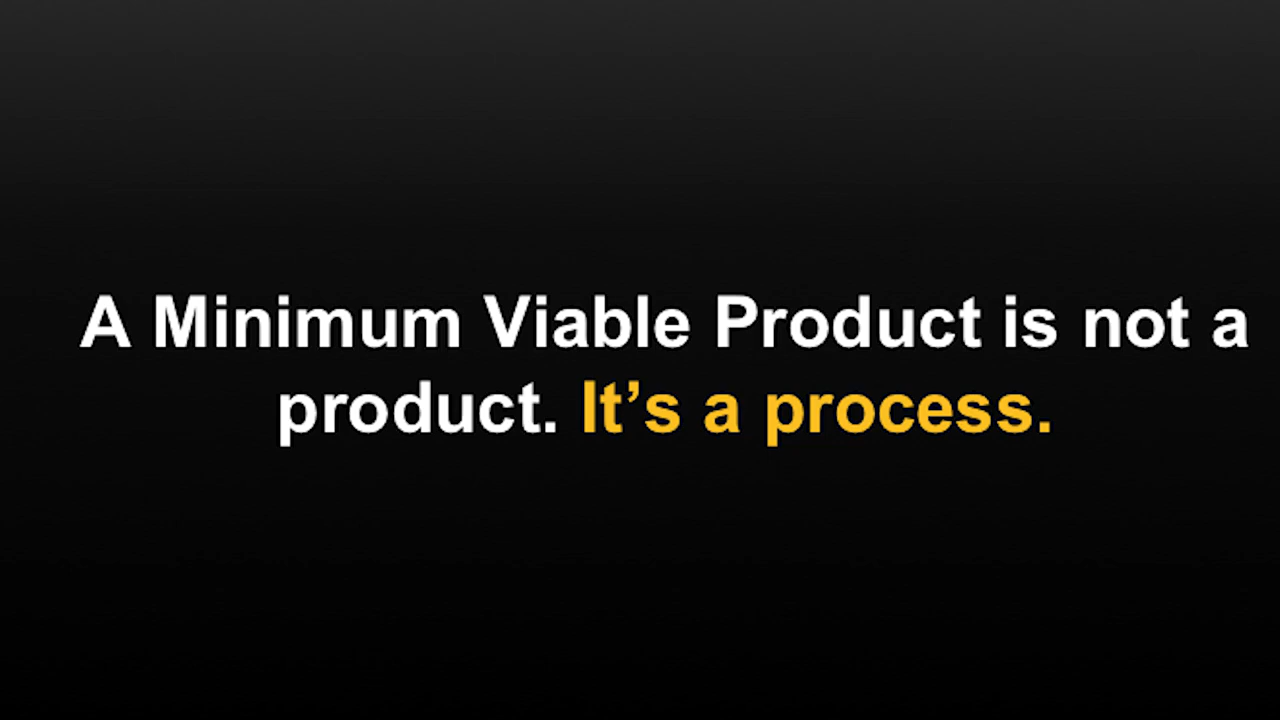 A Minimum Viable Product is not a
product. It’s a process.